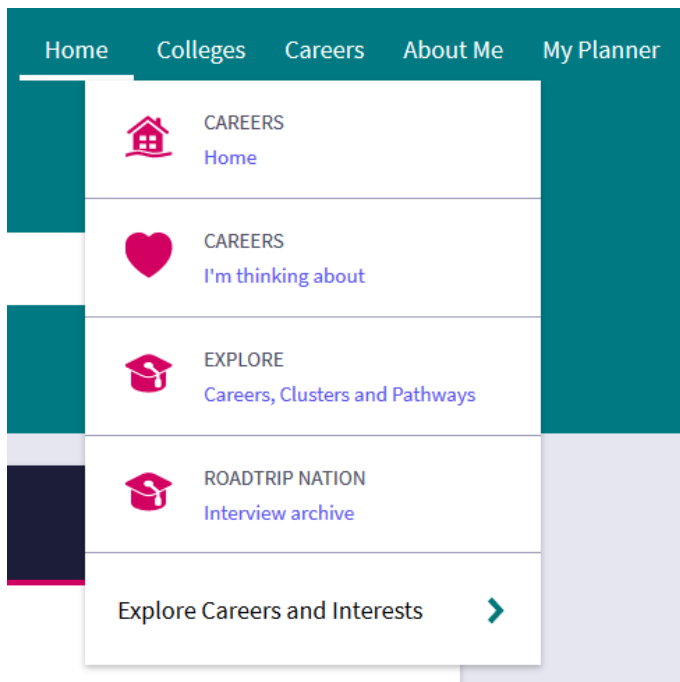 Home Colleges Careers About Me My Planner
CAREERS
Home
CAREERS
I'm thinking about
EXPLORE
Careers, Clusters and Pathways
ROADTRIP NATION
Interview archive
Explore Careers and Interests